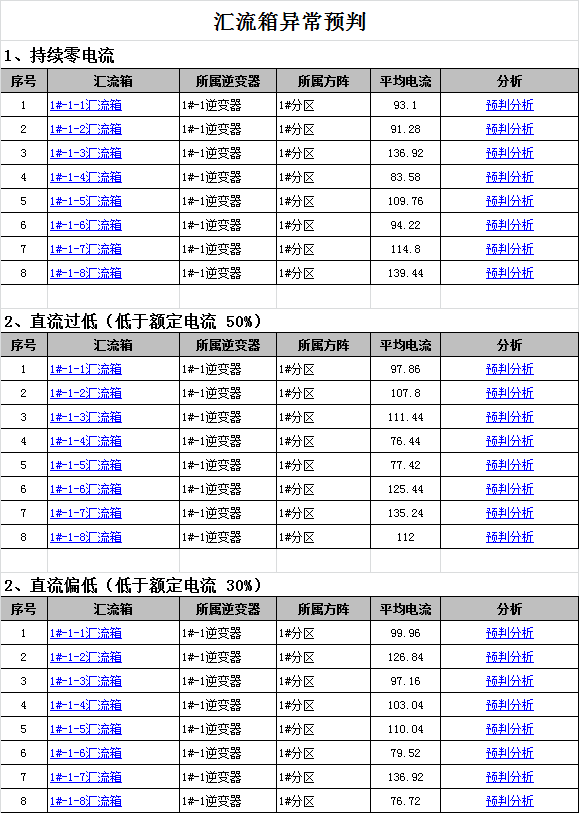 汇流箱异常预判
1、持续零电流
序号 汇流箱 所属逆变器 所属方阵 平均电流 分析
1 1#-1-1汇流箱 1#-1逆变器 1#分区 93.1 预判分析
2 1#-1-2汇流箱 1#-1逆变器 1#分区 91.28 预判分析
3 1#-1-3汇流箱 1#-1逆变器 1#分区 136.92 预判分析
4 1#-1-4汇流箱 1#-1逆变器 1#分区 83.58 预判分析
5 1#-1-5汇流箱 1#-1逆变器 1#分区 109.76 预判分析
6 1#-1-6汇流箱 1#-1逆变器 1#分区 94.22 预判分析
7 1#-1-7汇流箱 1#-1逆变器 1#分区 114.8 预判分析
8 1#-1-8汇流箱 1#-1逆变器 1#分区 139.44 预判分析
2、直流过低（低于额定电流 50%）
序号 汇流箱 所属逆变器 所属方阵 平均电流 分析
1 1#-1-1汇流箱 1#-1逆变器 1#分区 97.86 预判分析
2 1#-1-2汇流箱 1#-1逆变器 1#分区 107.8 预判分析
3 1#-1-3汇流箱 1#-1逆变器 1#分区 111.44 预判分析
4 1#-1-4汇流箱 1#-1逆变器 1#分区 76.44 预判分析
5 1#-1-5汇流箱 1#-1逆变器 1#分区 77.42 预判分析
6 1#-1-6汇流箱 1#-1逆变器 1#分区 125.44 预判分析
7 1#-1-7汇流箱 1#-1逆变器 1#分区 135.24 预判分析
8 1#-1-8汇流箱 1#-1逆变器 1#分区 112 预判分析
2、直流偏低（低于额定电流 30%）
序号 汇流箱 所属逆变器 所属方阵 平均电流 分析
1 1#-1-1汇流箱 1#-1逆变器 1#分区 99.96 预判分析
2 1#-1-2汇流箱 1#-1逆变器 1#分区 126.84 预判分析
3 1#-1-3汇流箱 1#-1逆变器 1#分区 97.16 预判分析
4 1#-1-4汇流箱 1#-1逆变器 1#分区 103.04 预判分析
5 1#-1-5汇流箱 1#-1逆变器 1#分区 110.04 预判分析
6 1#-1-6汇流箱 1#-1逆变器 1#分区 79.52 预判分析
7 1#-1-7汇流箱 1#-1逆变器 1#分区 136.92 预判分析
8 1#-1-8汇流箱 1#-1逆变器 1#分区 76.72 预判分析